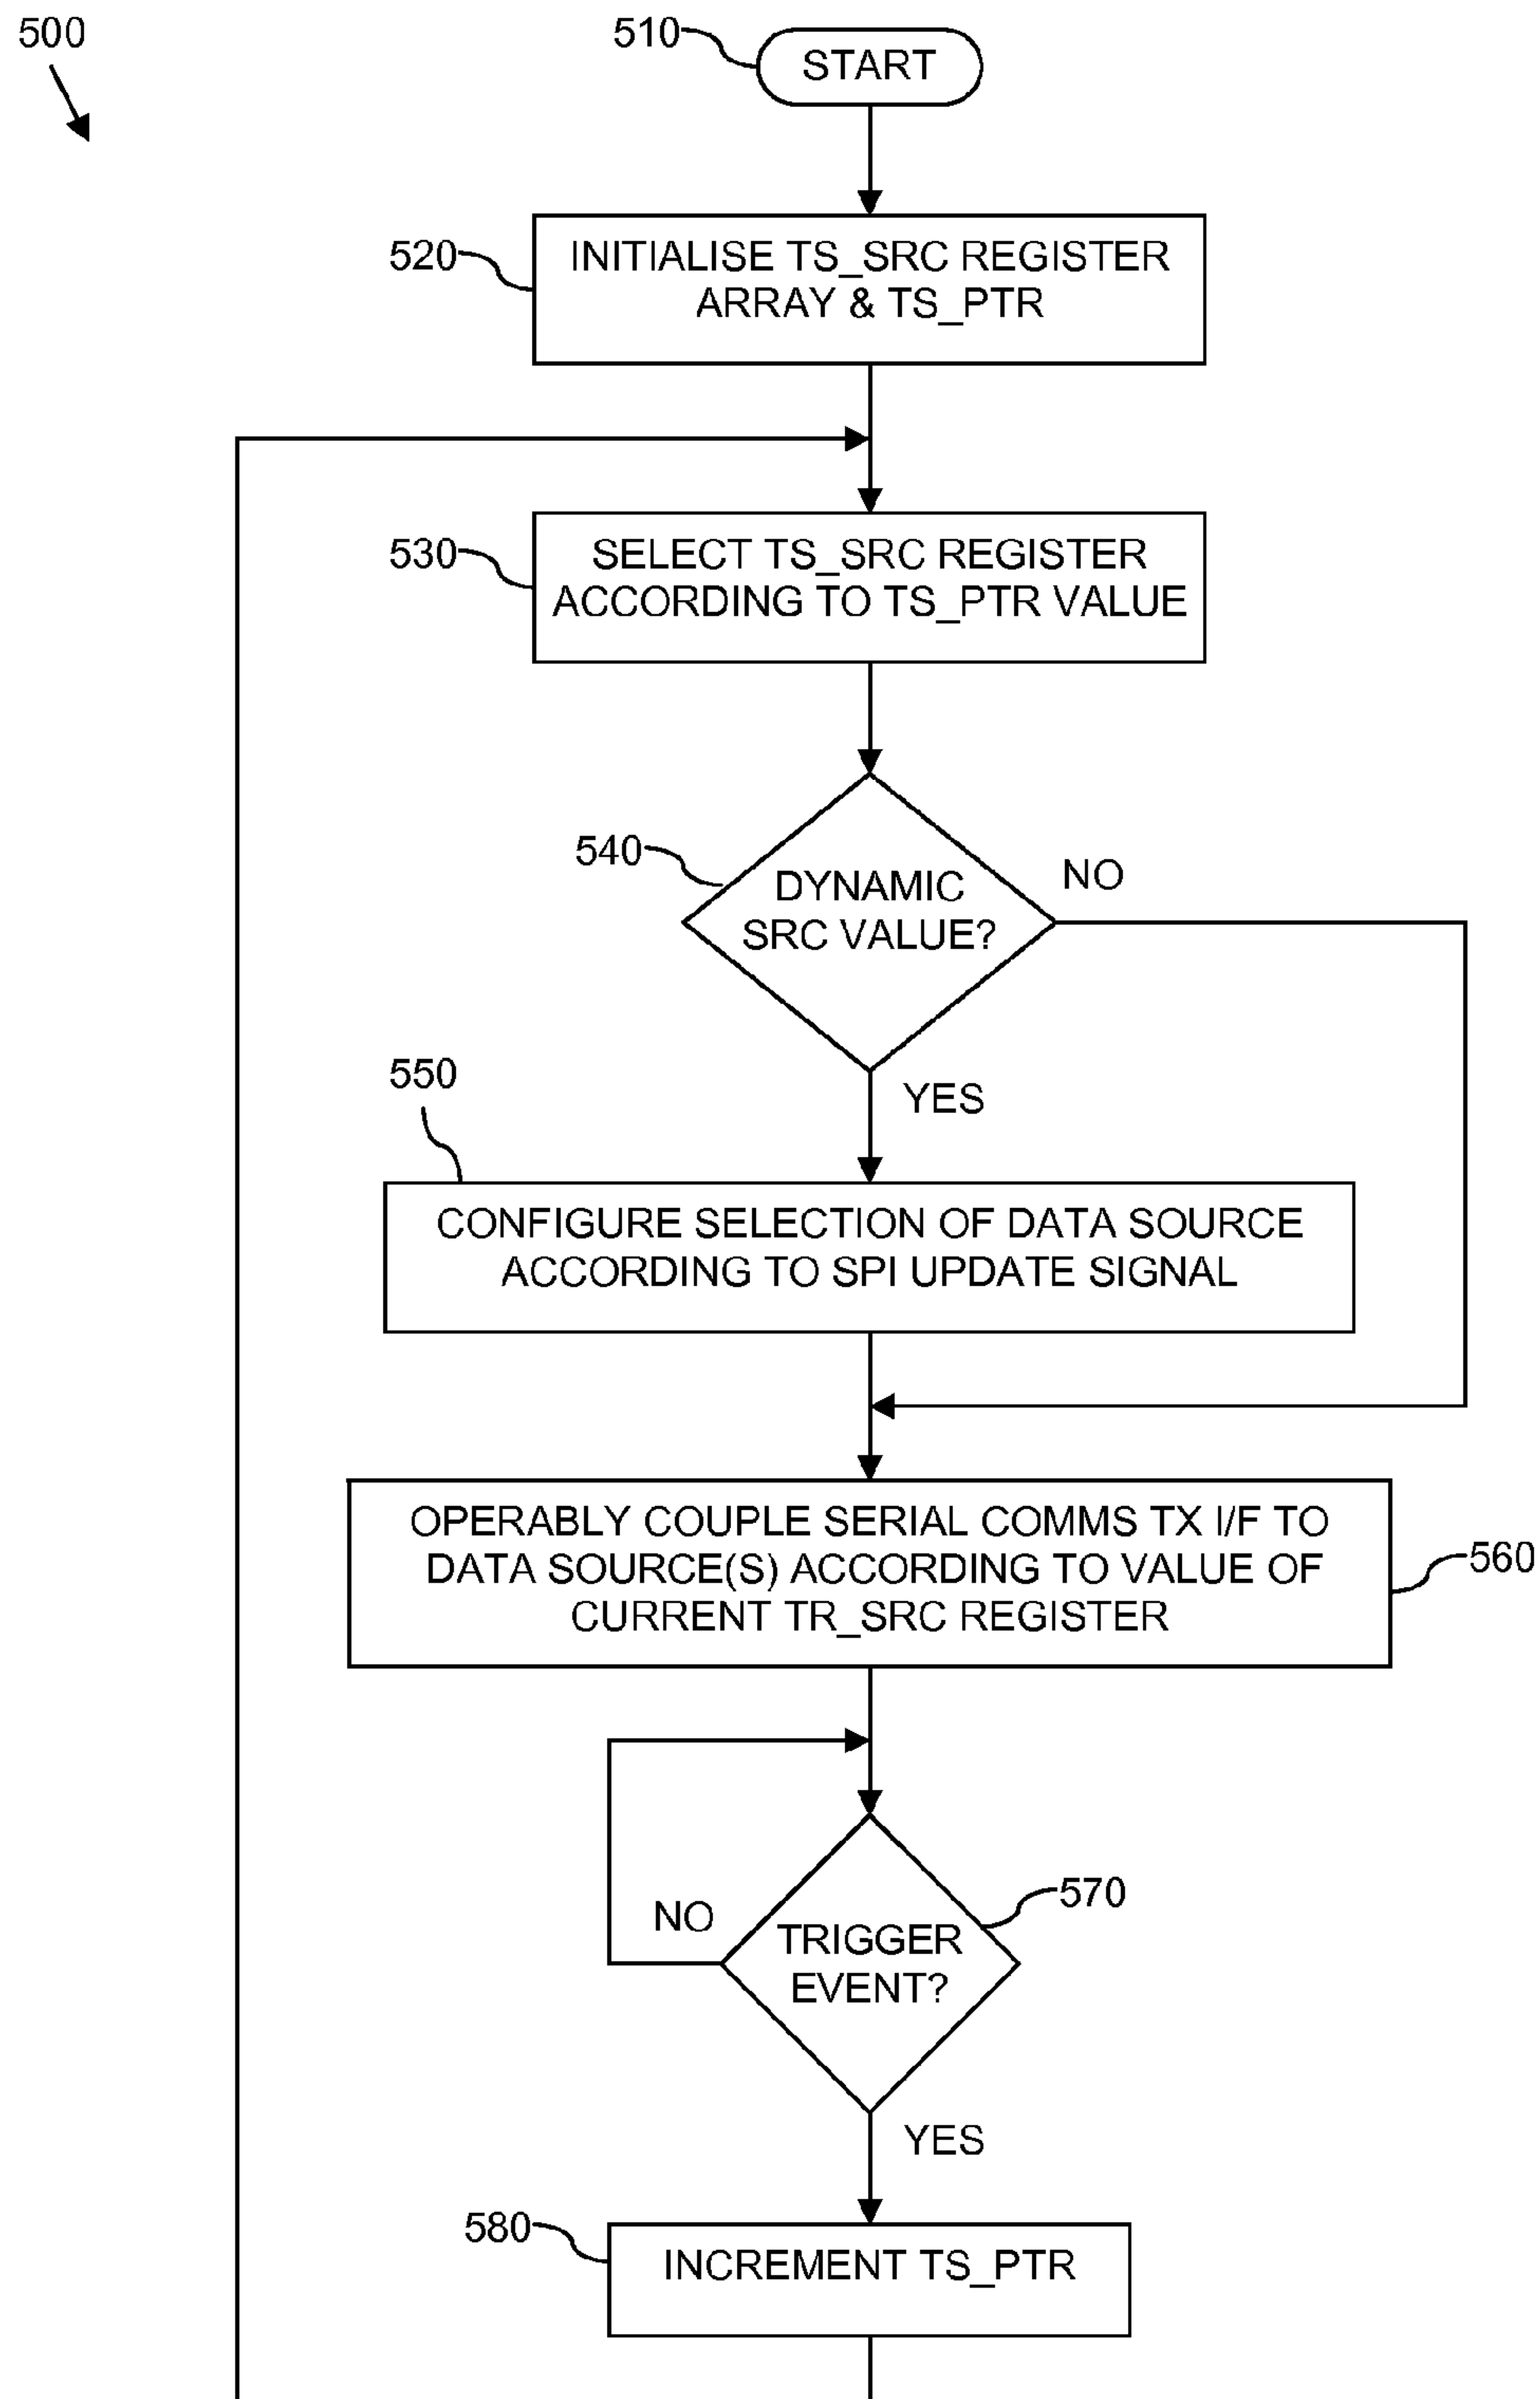 500
510
START
520
INITIALISE TS_SRC REGISTER
ARRAY & TS_PTR
530
SELECT TS_SRC REGISTER
ACCORDING TO TS_PTR VALUE
540
DYNAMIC
SRC VALUE?
NO
YES
550
CONFIGURE SELECTION OF DATA SOURCE
ACCORDING TO SPI UPDATE SIGNAL
OPERABLY COUPLE SERIAL COMMS TX I/F TO
DATA SOURCE(S) ACCORDING TO VALUE OF
CURRENT TR_SRC REGISTER
560
570
NO
TRIGGER
EVENT?
YES
580
INCREMENT TS_PTR